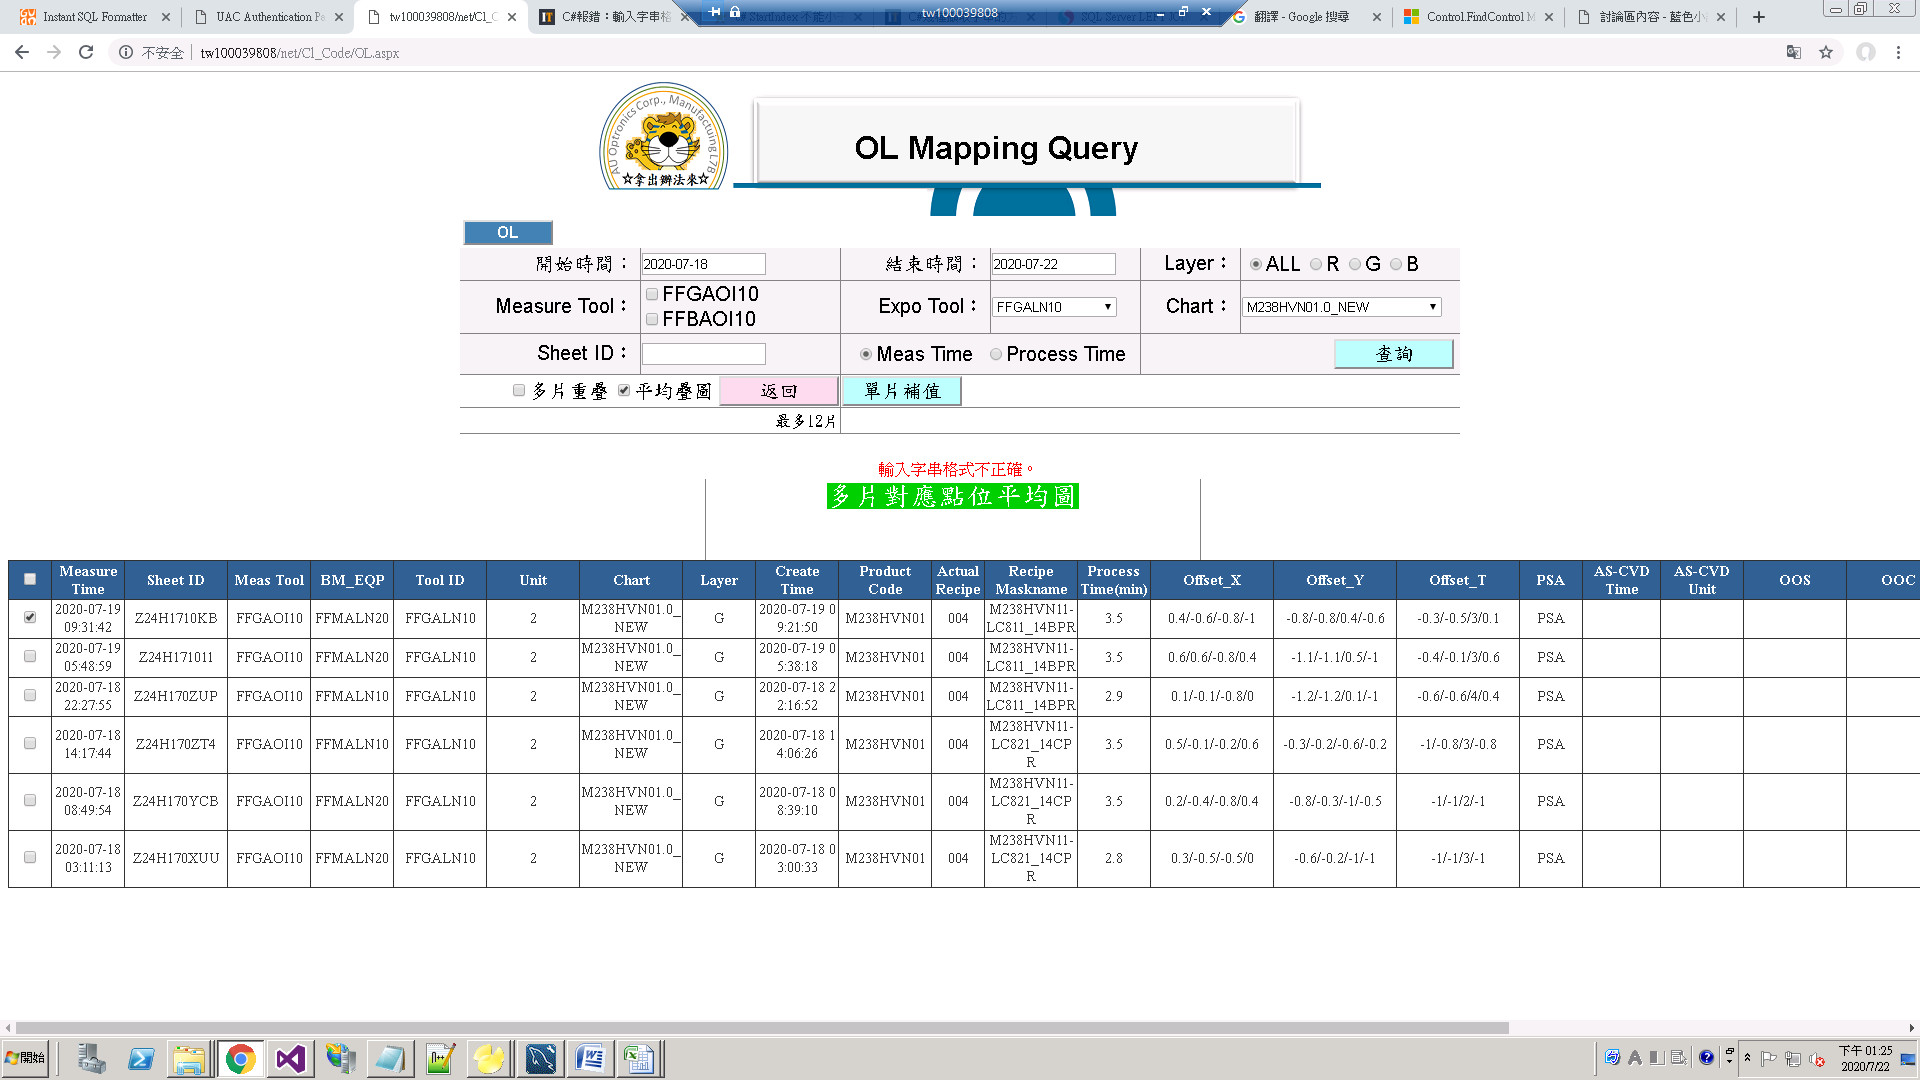 Instant SQL Formatter
UAC Authentication Pa
tw100039808/net/Cl_C
C#報錯：輸入字串格
tw100039808
翻譯 - Google 搜尋
Control.FindControl M
討論區內容 - 藍色小
不安全
tw100039808/net/Cl_Code/OL.aspx
AU Optronics Corp., Manufactuing L7B
☆拿出辦法來☆
OL Mapping Query
OL
開始時間：
2020-07-18
結束時間：
2020-07-22
Layer：
ALL R G B
Measure Tool：
FFGAOI10
FFBAOI10
Expo Tool：
FFGALN10
Chart：
M238HVN01.0_NEW
Sheet ID：
Meas Time
Process Time
查詢
多片重疊 平均疊圖
返回
單片補值
最多12片
輸入字串格式不正確。
多片對應點位平均圖
Measure Time Sheet ID Meas Tool BM_EQP Tool ID Unit Chart Layer Create Time Product Code Actual Recipe Recipe Maskname Process Time(min) Offset_X Offset_Y Offset_T PSA AS-CVD Time AS-CVD Unit OOS OOC
2020-07-19 09:31:42 Z24H1710KB FFGAOI10 FFMALN20 FFGALN10 2 M238HVN01.0_NEW G 2020-07-19 09:21:50 M238HVN01 004 M238HVN11-LC811_14BPR 3.5 0.4/-0.6/-0.8/-1 -0.8/-0.8/0.4/-0.6 -0.3/-0.5/3/0.1 PSA
2020-07-19 05:48:59 Z24H171011 FFGAOI10 FFMALN20 FFGALN10 2 M238HVN01.0_NEW G 2020-07-19 05:38:18 M238HVN01 004 M238HVN11-LC811_14BPR 3.5 0.6/0.6/-0.8/0.4 -1.1/-1.1/0.5/-1 -0.4/-0.1/3/0.6 PSA
2020-07-18 22:27:55 Z24H170ZUP FFGAOI10 FFMALN10 FFGALN10 2 M238HVN01.0_NEW G 2020-07-18 22:16:52 M238HVN01 004 M238HVN11-LC811_14BPR 2.9 0.1/-0.1/-0.8/0 -1.2/-1.2/0.1/-1 -0.6/-0.6/4/0.4 PSA
2020-07-18 14:17:44 Z24H170ZT4 FFGAOI10 FFMALN10 FFGALN10 2 M238HVN01.0_NEW G 2020-07-18 14:06:26 M238HVN01 004 M238HVN11-LC821_14CPR 3.5 0.5/-0.1/-0.2/0.6 -0.3/-0.2/-0.6/-0.2 -1/-0.8/3/-0.8 PSA
2020-07-18 08:49:54 Z24H170YCB FFGAOI10 FFMALN20 FFGALN10 2 M238HVN01.0_NEW G 2020-07-18 08:39:10 M238HVN01 004 M238HVN11-LC821_14CPR 3.5 0.2/-0.4/-0.8/0.4 -0.8/-0.3/-1/-0.5 -1/-1/2/-1 PSA
2020-07-18 03:11:13 Z24H170XUU FFGAOI10 FFMALN20 FFGALN10 2 M238HVN01.0_NEW G 2020-07-18 03:00:33 M238HVN01 004 M238HVN11-LC821_14CPR 2.8 0.3/-0.5/-0.5/0 -0.6/-0.2/-1/-1 -1/-1/3/-1 PSA
開始
下午 01:25
2020/7/22